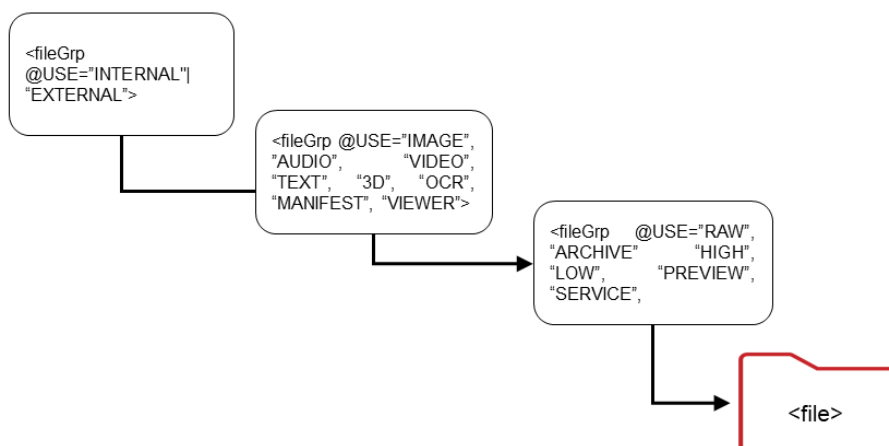 <fileGrp
@USE=”INTERNAL"|
“EXTERNAL”>
<fileGrp @USE=”IMAGE”,
”AUDIO”, “VIDEO”,
“TEXT”, “3D”, “OCR”,
“MANIFEST”, “VIEWER”>
<fileGrp @USE=”RAW”,
“ARCHIVE” “HIGH”,
“LOW”, “PREVIEW”,
“SERVICE”,
<file>